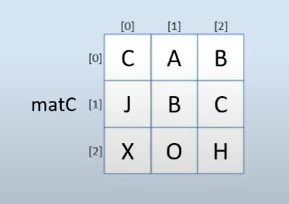 [0] [1] [2]
[0] C A B
matC [1] J B C
[2] X O H